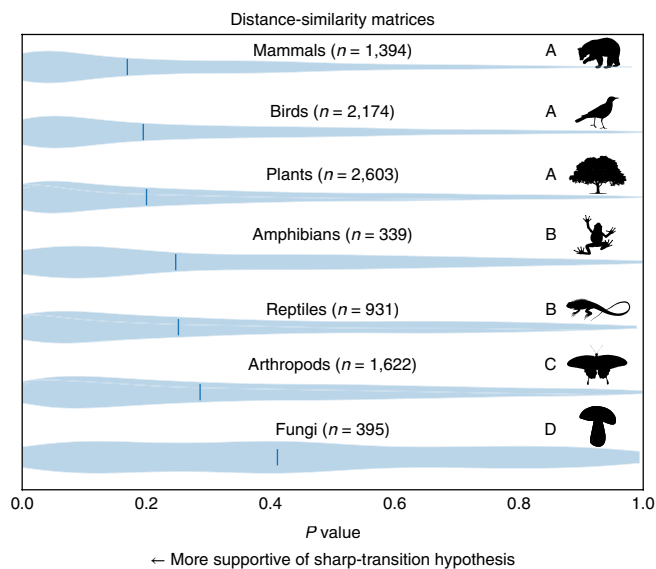 Distance-similarity matrices
Mammals (n = 1,394) A
Birds (n = 2,174) A
Plants (n = 2,603) A
Amphibians (n = 339) B
Reptiles (n = 931) B
Arthropods (n = 1,622) C
Fungi (n = 395) D
0.0 0.2 0.4 0.6 0.8 1.0
P value
← More supportive of sharp-transition hypothesis